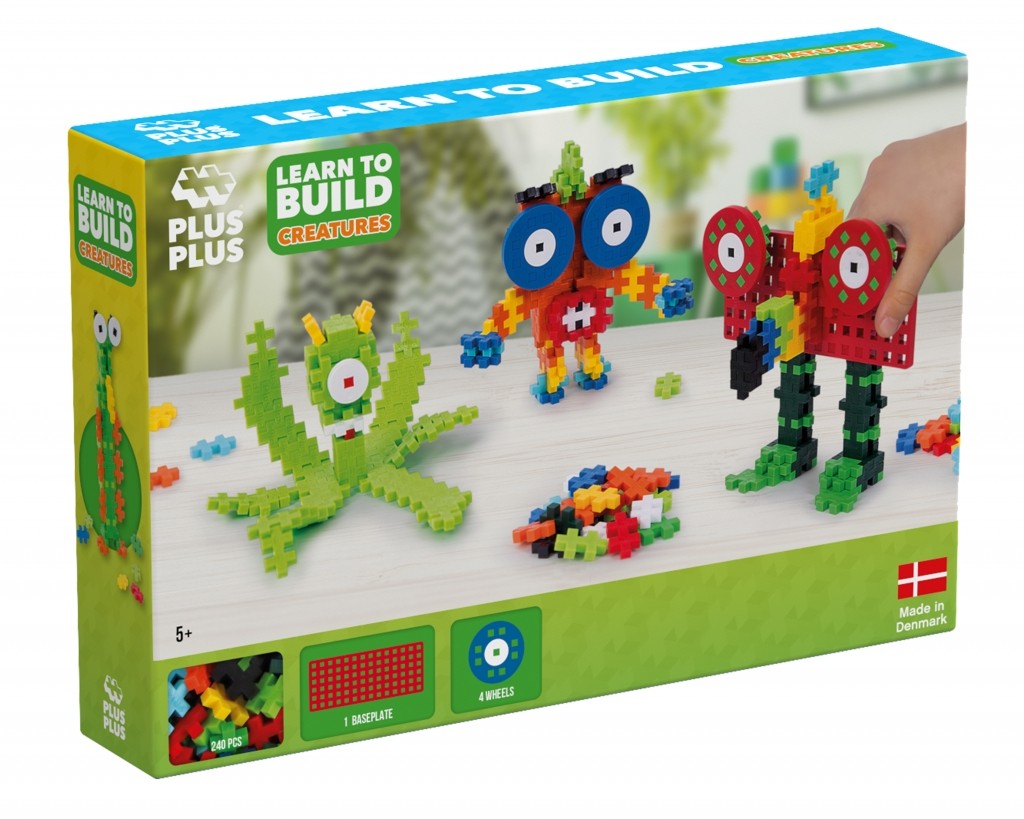 PLUS
PLUS
LEARN TO BUILD
CREATURES
LEARN TO
BUILD
CREATURES
PLUS
PLUS
PLUS
PLUS
LEARN TO
BUILD
CREATURES
5+
240 PCS
1 BASEPLATE
4 WHEELS
Made in
Denmark